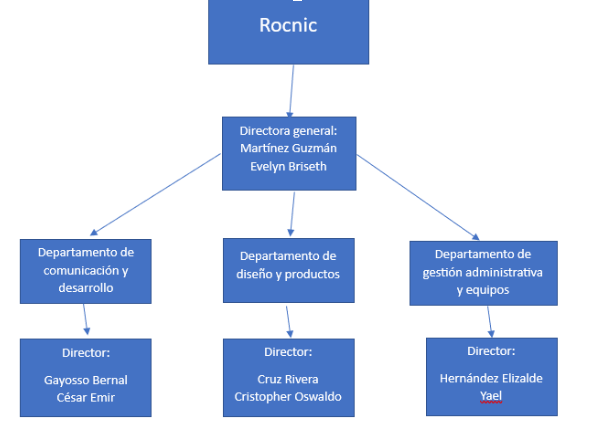 Rocnic
Directora general:
Martínez Guzmán
Evelyn Briseth
Departamento de
comunicación y
desarrollo
Departamento de
diseño y productos
Departamento de
gestión administrativa
y equipos
Director:
Gayosso Bernal
César Emir
Director:
Cruz Rivera
Cristopher Oswaldo
Director:
Hernández Elizalde
Yael